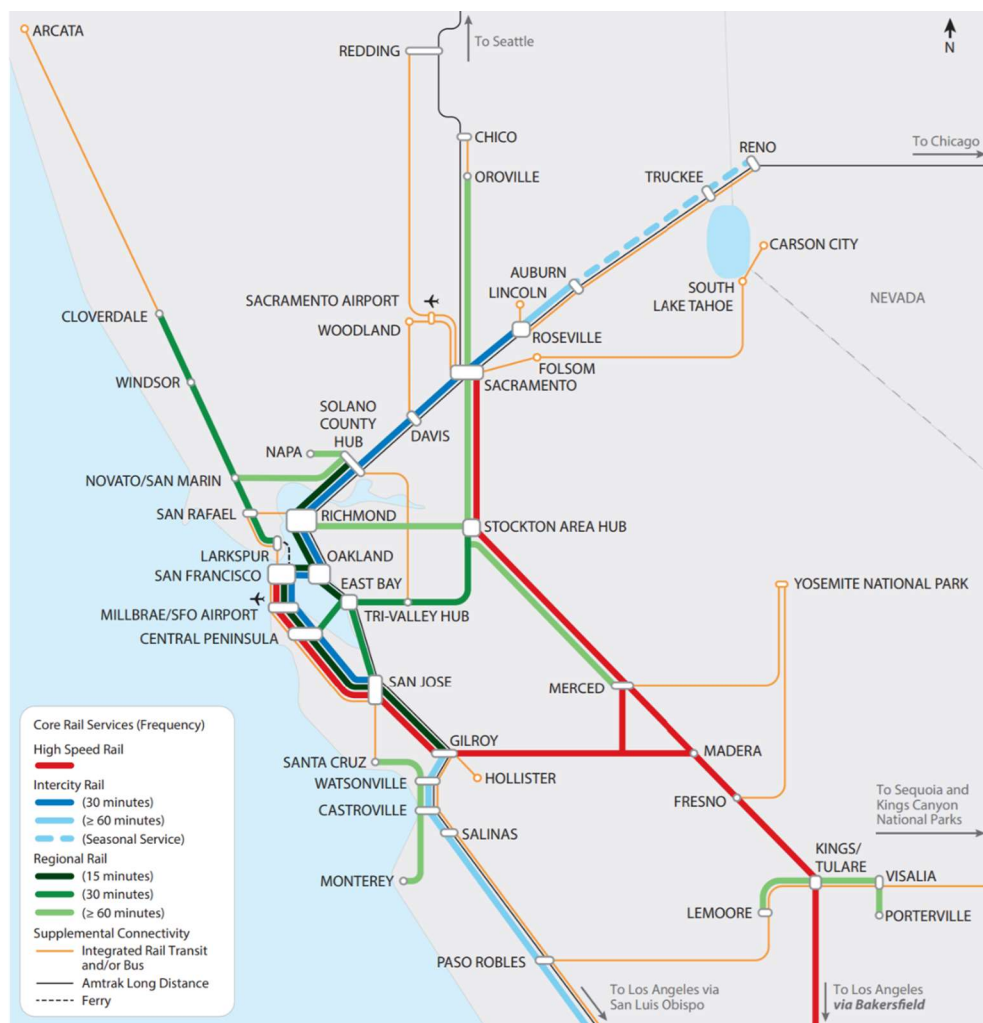 ARCATA
REDDING
To Seattle
N
CHICO
RENO
To Chicago
OROVILLE
TRUCKEE
CARSON CITY
AUBURN
SOUTH
LAKE TAHOE
LINCOLN
SACRAMENTO AIRPORT
NEVADA
CLOVERDALE
WOODLAND
ROSEVILLE
FOLSOM
WINDSOR
SACRAMENTO
SOLANO
COUNTY
HUB
DAVIS
NAPA
NOVATO/SAN MARIN
SAN RAFAEL
RICHMOND
STOCKTON AREA HUB
LARKSPUR
OAKLAND
SAN FRANCISCO
EAST BAY
YOSEMITE NATIONAL PARK
MILLBRAE/SFO AIRPORT
TRI-VALLEY HUB
CENTRAL PENINSULA
SAN JOSE
MERCED
GILROY
MADERA
SANTA CRUZ
HOLLISTER
WATSONVILLE
FRESNO
To Sequoia and
Kings Canyon
National Parks
CASTROVILLE
SALINAS
KINGS/
TULARE
VISALIA
MONTEREY
LEMOORE
PORTERVILLE
PASO ROBLES
To Los Angeles via
San Luis Obispo
To Los Angeles
via Bakersfield
Core Rail Services (Frequency)
High Speed Rail
Intercity Rail
(30 minutes)
(≥ 60 minutes)
(Seasonal Service)
Regional Rail
(15 minutes)
(30 minutes)
(≥ 60 minutes)
Supplemental Connectivity
Integrated Rail Transit
and/or Bus
Amtrak Long Distance
Ferry